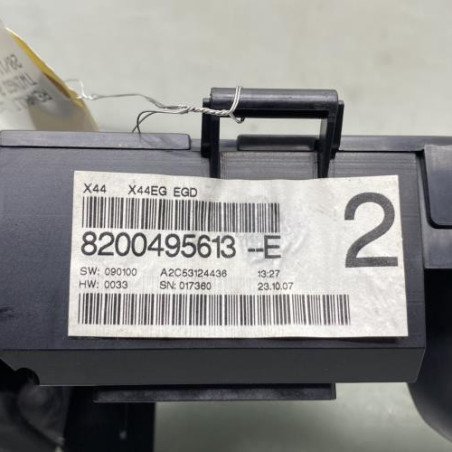 X44 X44EG EGD
8200495613 --E
2
SW: 090100 A2C53124436 13:27
HW: 0033 SN: 017360 23.10.07